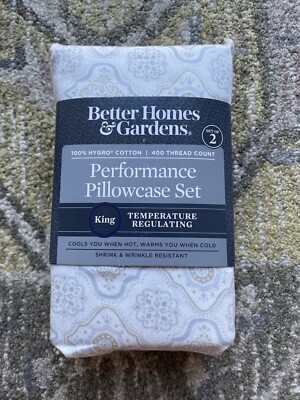 Better Homes
& Gardens®
SET OF
2
100% HYGRO® COTTON | 400 THREAD COUNT
Performance
Pillowcase Set
King
TEMPERATURE
REGULATING
COOLS YOU WHEN HOT, WARMS YOU WHEN COLD
SHRINK & WRINKLE RESISTANT